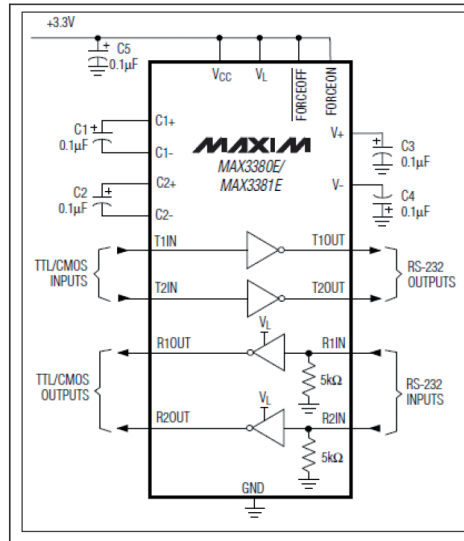 +3.3V
C5
0.1µF
VCC
VL
FORCEOFF
FORCEON
C1
0.1µF
C1+
C1-
C2
0.1µF
C2+
C2-
MAXIM
MAX3380E/
MAX3381E
V+
C3
0.1µF
V-
C4
0.1µF
TTL/CMOS
INPUTS
T1IN
T1OUT
T2IN
T2OUT
RS-232
OUTPUTS
TTL/CMOS
OUTPUTS
R1OUT
VL
R1IN
5kΩ
R2OUT
VL
R2IN
5kΩ
RS-232
INPUTS
GND